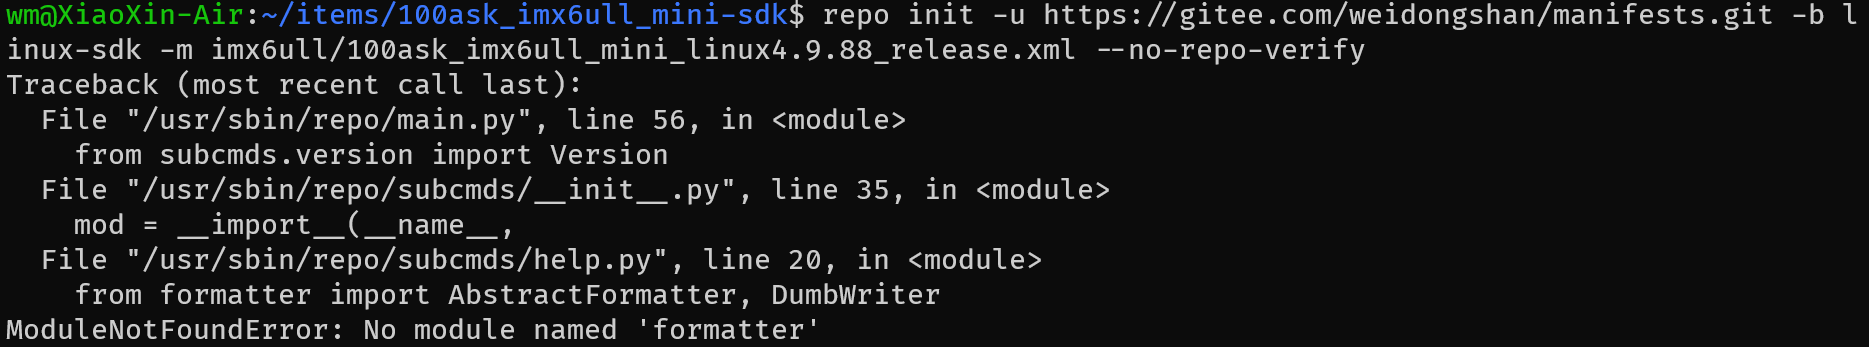 wm@XiaoXin-Air:~/items/100ask_imx6ull_mini-sdk$ repo init -u https://gitee.com/weidongshan/manifests.git -b l
inux-sdk -m imx6ull/100ask_imx6ull_mini_linux4.9.88_release.xml --no-repo-verify
Traceback (most recent call last):
  File "/usr/sbin/repo/main.py", line 56, in <module>
    from subcmds.version import Version
  File "/usr/sbin/repo/subcmds/__init__.py", line 35, in <module>
    mod = __import__(__name__,
  File "/usr/sbin/repo/subcmds/help.py", line 20, in <module>
    from formatter import AbstractFormatter, DumbWriter
ModuleNotFoundError: No module named 'formatter'